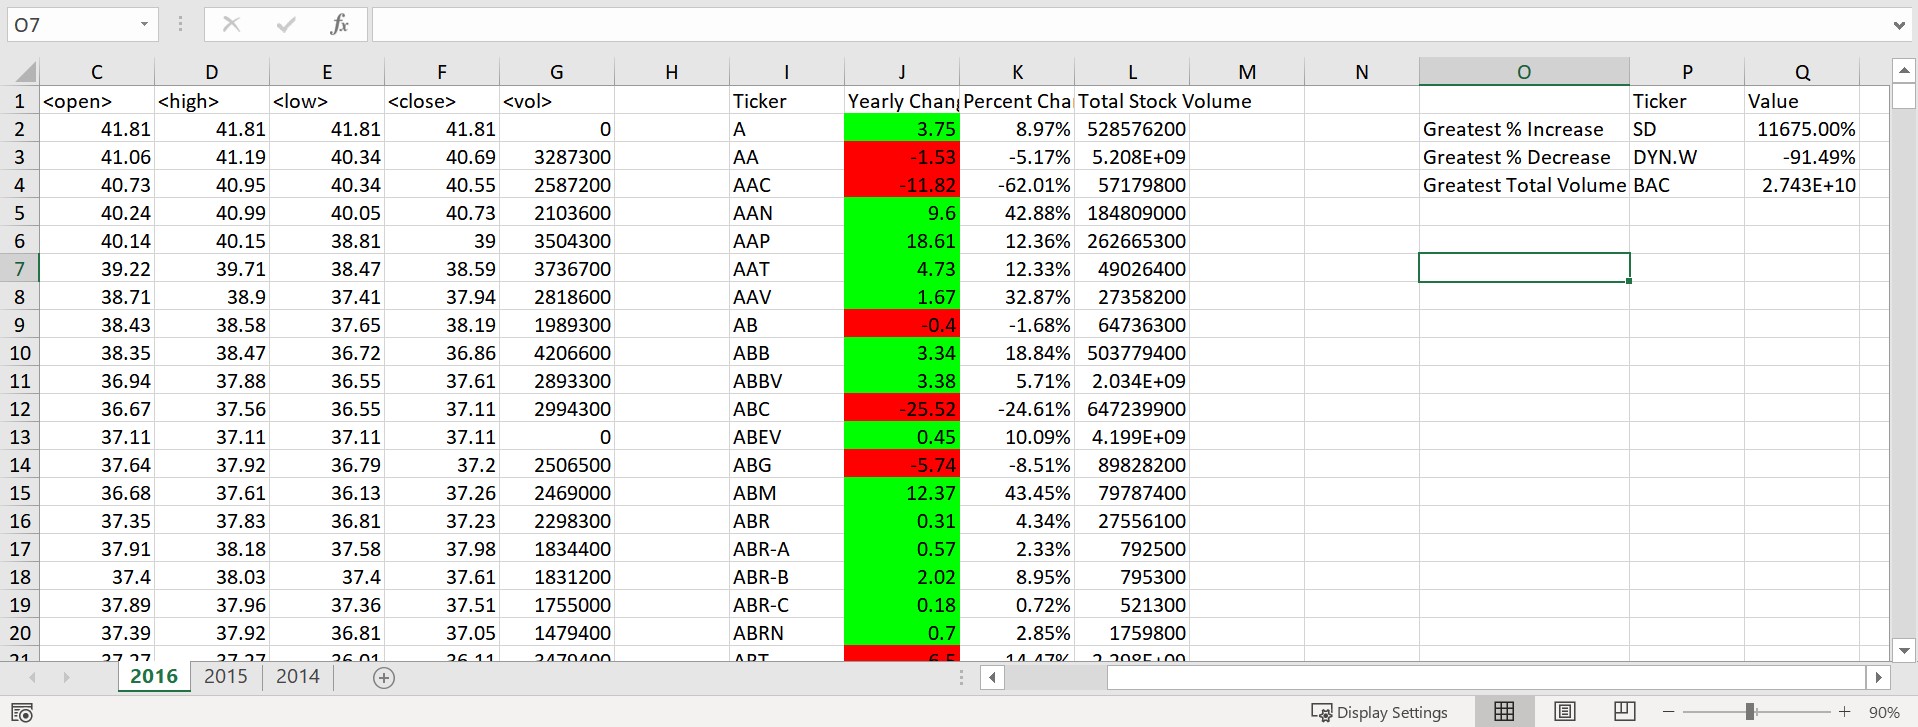 O7 fx
C D E F G H I J K L M N O P Q
1 <open> <high> <low> <close> <vol> Ticker Yearly Chang Percent Cha Total Stock Volume Ticker Value
2 41.81 41.81 41.81 41.81 0 A 3.75 8.97% 528576200 Greatest % Increase SD 11675.00%
3 41.06 41.19 40.34 40.69 3287300 AA -1.53 -5.17% 5.208E+09 Greatest % Decrease DYN.W -91.49%
4 40.73 40.95 40.34 40.55 2587200 AAC -11.82 -62.01% 57179800 Greatest Total Volume BAC 2.743E+10
5 40.24 40.99 40.05 40.73 2103600 AAN 9.6 42.88% 184809000
6 40.14 40.15 38.81 39 3504300 AAP 18.61 12.36% 262665300
7 39.22 39.71 38.47 38.59 3736700 AAT 4.73 12.33% 49026400
8 38.71 38.9 37.41 37.94 2818600 AAV 1.67 32.87% 27358200
9 38.43 38.58 37.65 38.19 1989300 AB -0.4 -1.68% 64736300
10 38.35 38.47 36.72 36.86 4206600 ABB 3.34 18.84% 503779400
11 36.94 37.88 36.55 37.61 2893300 ABBV 3.38 5.71% 2.034E+09
12 36.67 37.56 36.55 37.11 2994300 ABC -25.52 -24.61% 647239900
13 37.11 37.11 37.11 37.11 0 ABEV 0.45 10.09% 4.199E+09
14 37.64 37.92 36.79 37.2 2506500 ABG -5.74 -8.51% 89828200
15 36.68 37.61 36.13 37.26 2469000 ABM 12.37 43.45% 79787400
16 37.35 37.83 36.81 37.23 2298300 ABR 0.31 4.34% 27556100
17 37.91 38.18 37.58 37.98 1834400 ABR-A 0.57 2.33% 792500
18 37.4 38.03 37.4 37.61 1831200 ABR-B 2.02 8.95% 795300
19 37.89 37.96 37.36 37.51 1755000 ABR-C 0.18 0.72% 521300
20 37.39 37.92 36.81 37.05 1479400 ABRN 0.7 2.85% 1759800
2016 2015 2014
Display Settings 90%